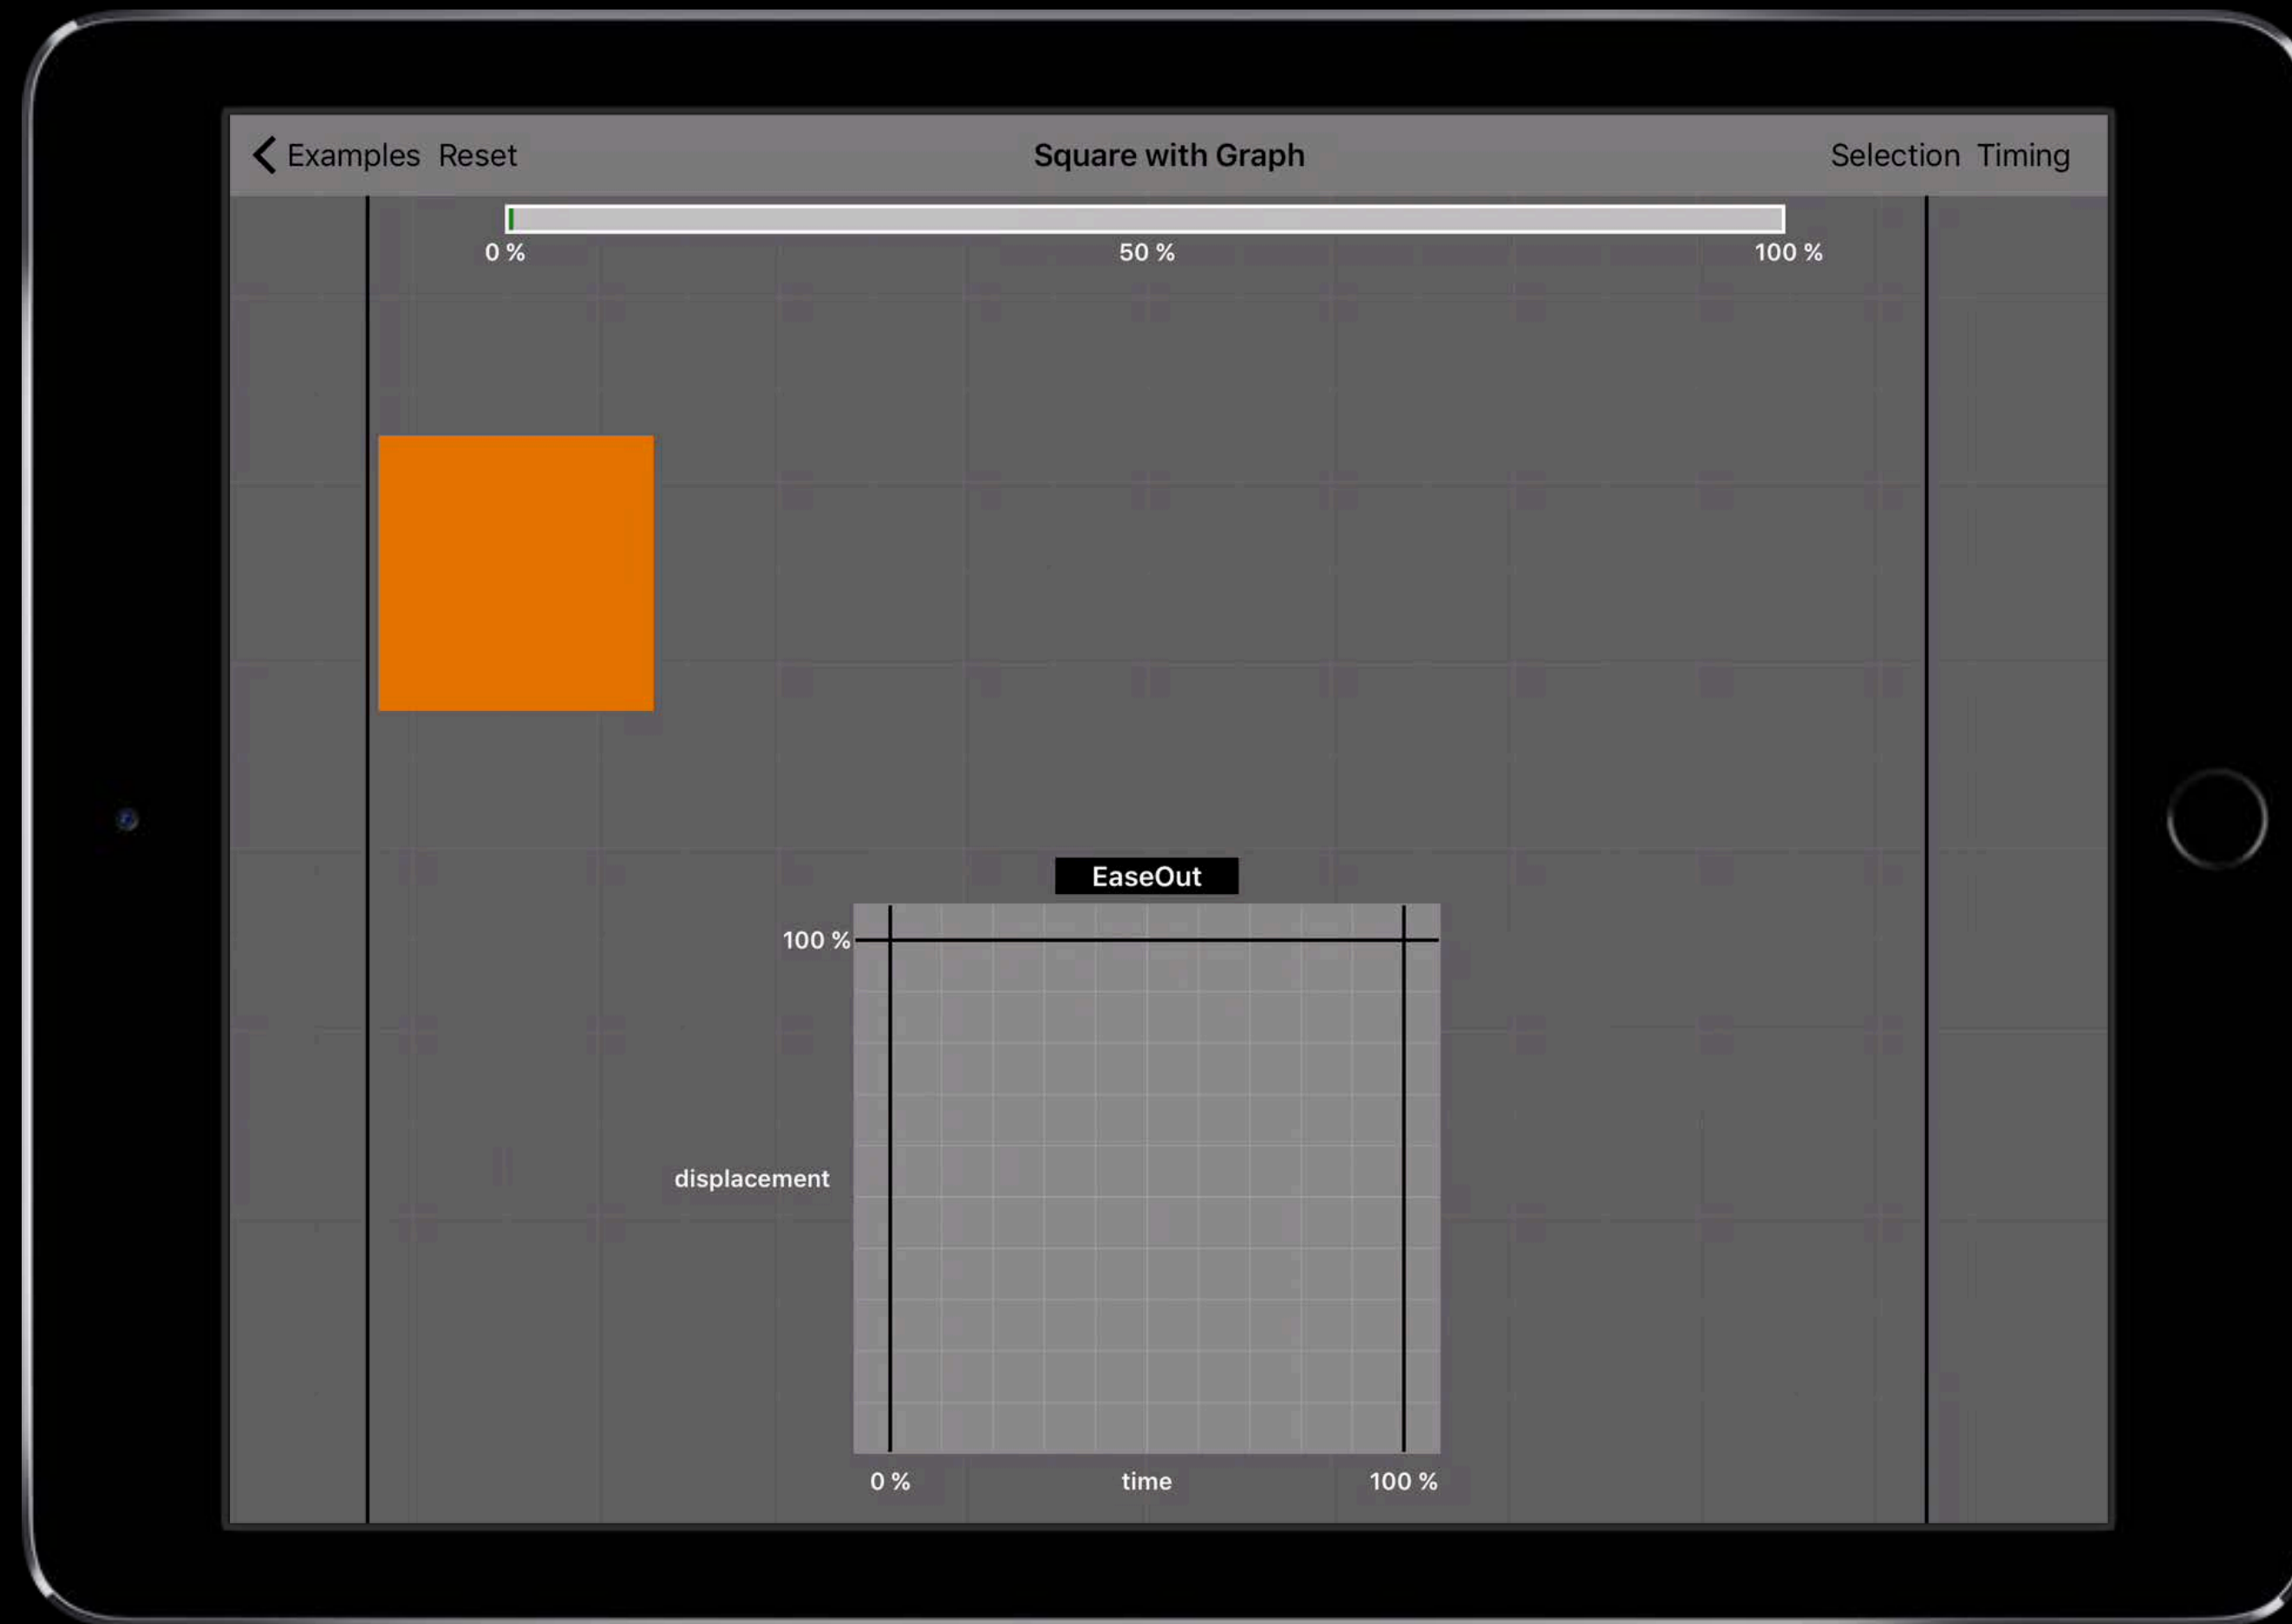 Examples Reset Square with Graph Selection Timing
0 % 50 % 100 %
EaseOut
100 %
displacement
0 % time 100 %